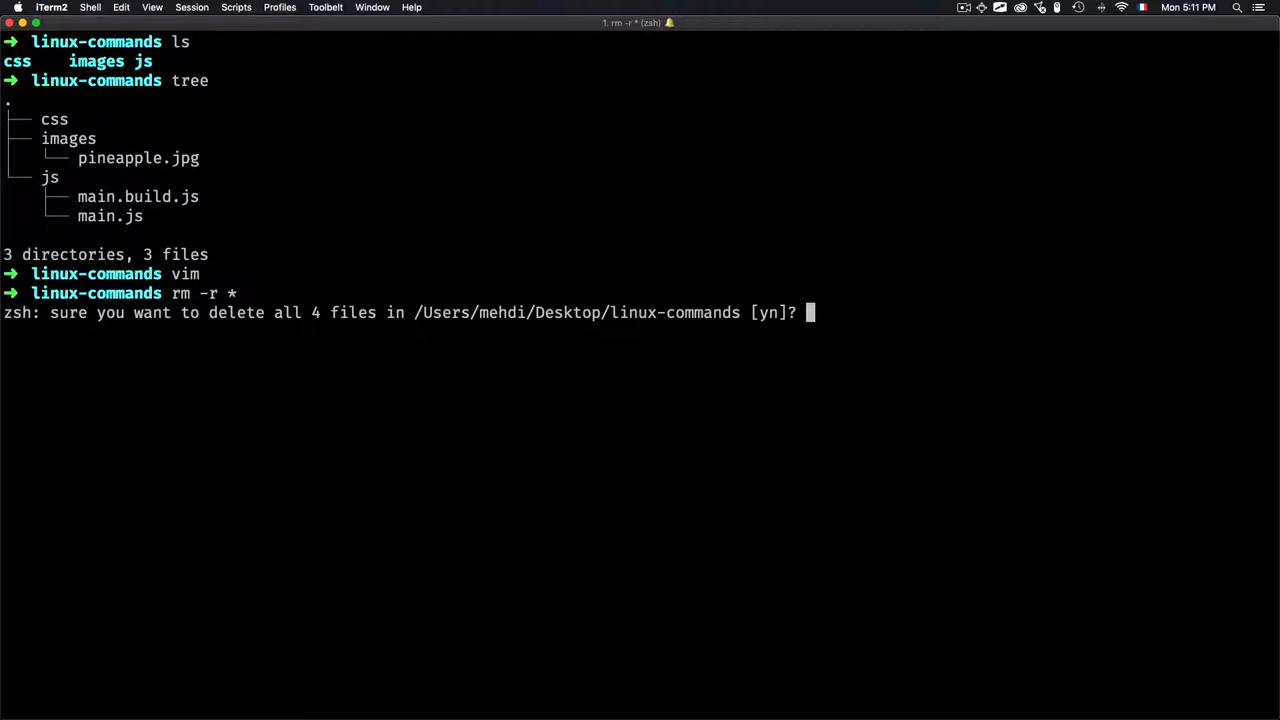 iTerm2 Shell Edit View Session Scripts Profiles Toolbelt Window Help Mon 5:11 PM
1. rm -r * (zsh)
➜ linux-commands ls
css images js
➜ linux-commands tree
.
├── css
├── images
│   └── pineapple.jpg
└── js
    ├── main.build.js
    └── main.js
3 directories, 3 files
➜ linux-commands vim
➜ linux-commands rm -r *
zsh: sure you want to delete all 4 files in /Users/mehdi/Desktop/linux-commands [yn]?